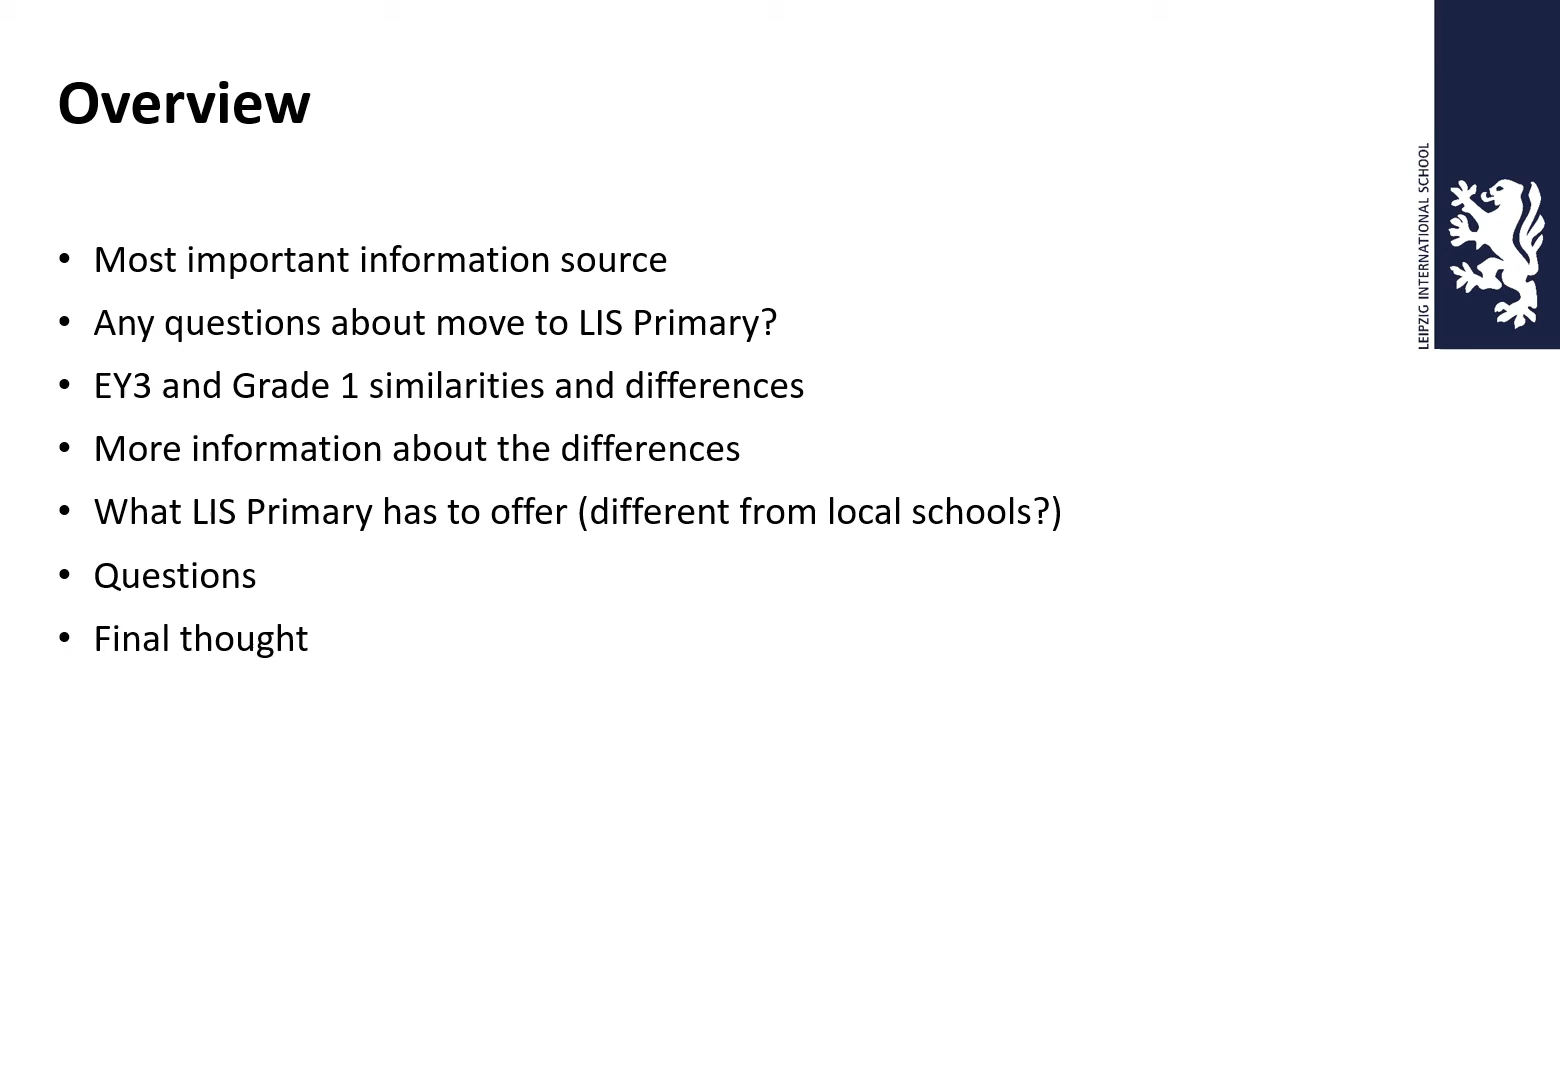 Overview
• Most important information source
• Any questions about move to LIS Primary?
• EY3 and Grade 1 similarities and differences
• More information about the differences
• What LIS Primary has to offer (different from local schools?)
• Questions
• Final thought
LEIPZIG INTERNATIONAL SCHOOL